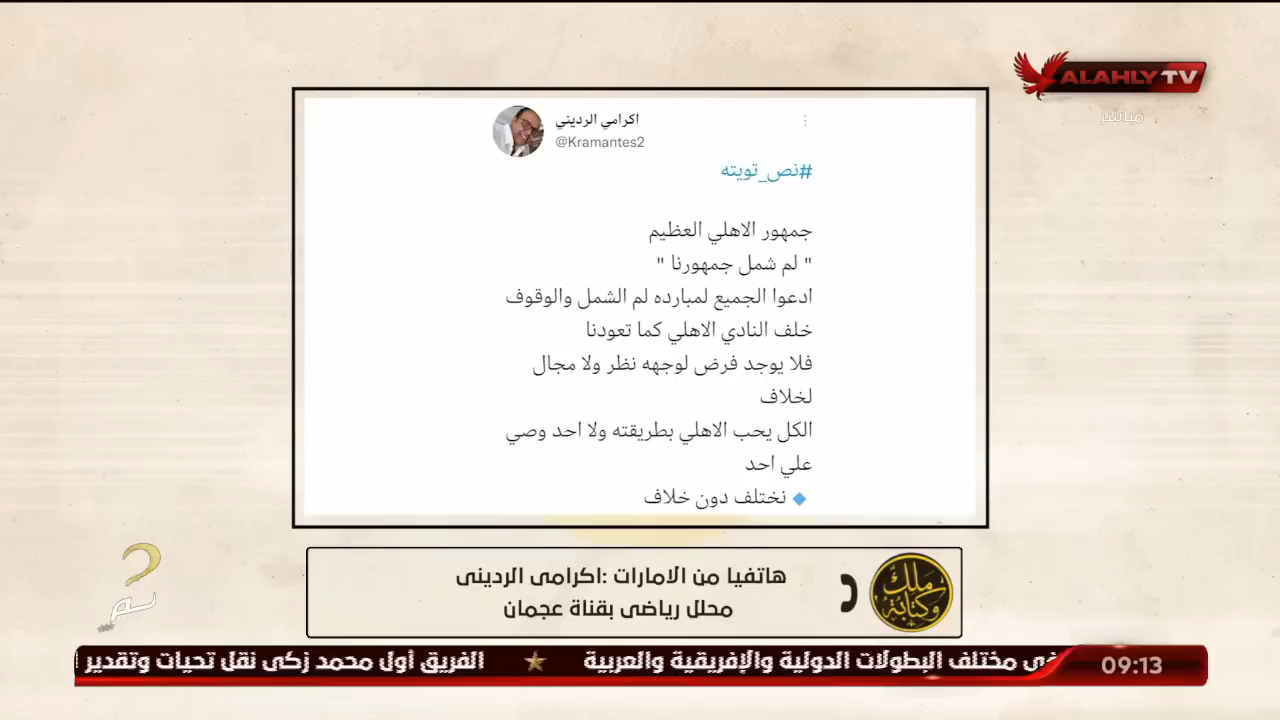 ALAHLY TV
مباشر
اكرامي الرديني
@Kramantes2
#نص_تويته
جمهور الاهلي العظيم
" لم شمل جمهورنا "
ادعوا الجميع لمبارده لم الشمل والوقوف
خلف النادي الاهلي كما تعودنا
فلا يوجد فرض لوجهه نظر ولا مجال
لخلاف
الكل يحب الاهلي بطريقته ولا احد وصي
علي احد
🔹 نختلف دون خلاف
هاتفيا من الامارات :اكرامى الردينى
محلل رياضى بقناة عجمان
ملك وكتابة
فى مختلف البطولات الدولية والإفريقية والعربية ★ الفريق أول محمد زكى نقل تحيات وتقدير
09:13